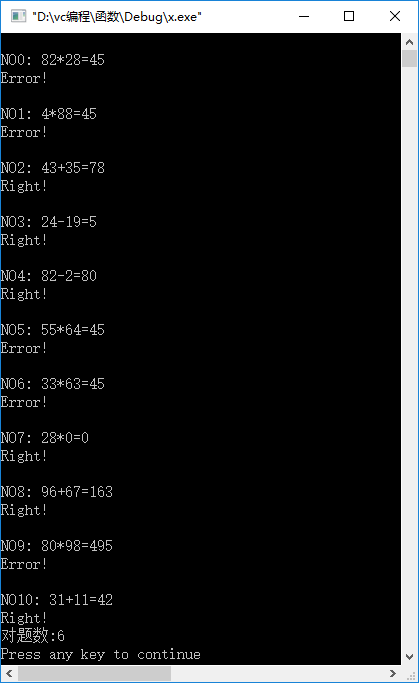 "D:\vc编程\函数\Debug\x.exe"
NO0: 82*28=45
Error!
NO1: 4*88=45
Error!
NO2: 43+35=78
Right!
NO3: 24-19=5
Right!
NO4: 82-2=80
Right!
NO5: 55*64=45
Error!
NO6: 33*63=45
Error!
NO7: 28*0=0
Right!
NO8: 96+67=163
Right!
NO9: 80*98=495
Error!
NO10: 31+11=42
Right!
对题数:6
Press any key to continue